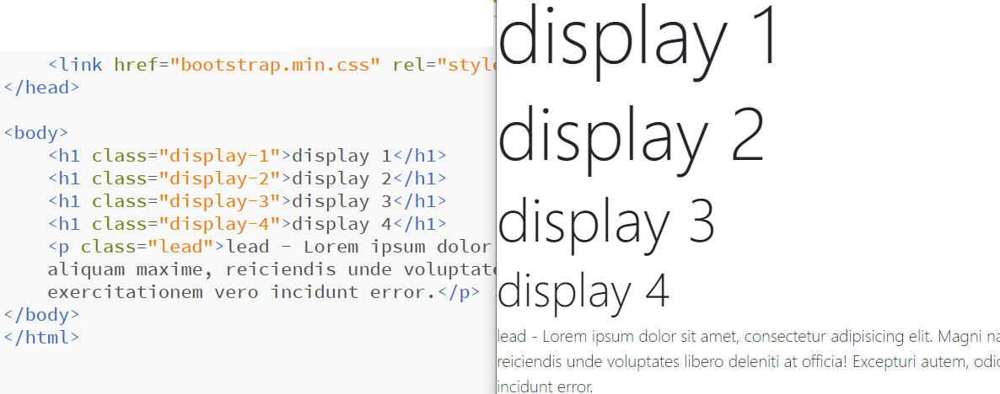 <link href="bootstrap.min.css" rel="style
</head>
<body>
<h1 class="display-1">display 1</h1>
<h1 class="display-2">display 2</h1>
<h1 class="display-3">display 3</h1>
<h1 class="display-4">display 4</h1>
<p class="lead">lead - Lorem ipsum dolor
aliquam maxime, reiciendis unde voluptate
exercitationem vero incidunt error.</p>
</body>
</html>
display 1
display 2
display 3
display 4
lead - Lorem ipsum dolor sit amet, consectetur adipisicing elit. Magni na
reiciendis unde voluptates libero deleniti at officia! Excepturi autem, odio
incidunt error.